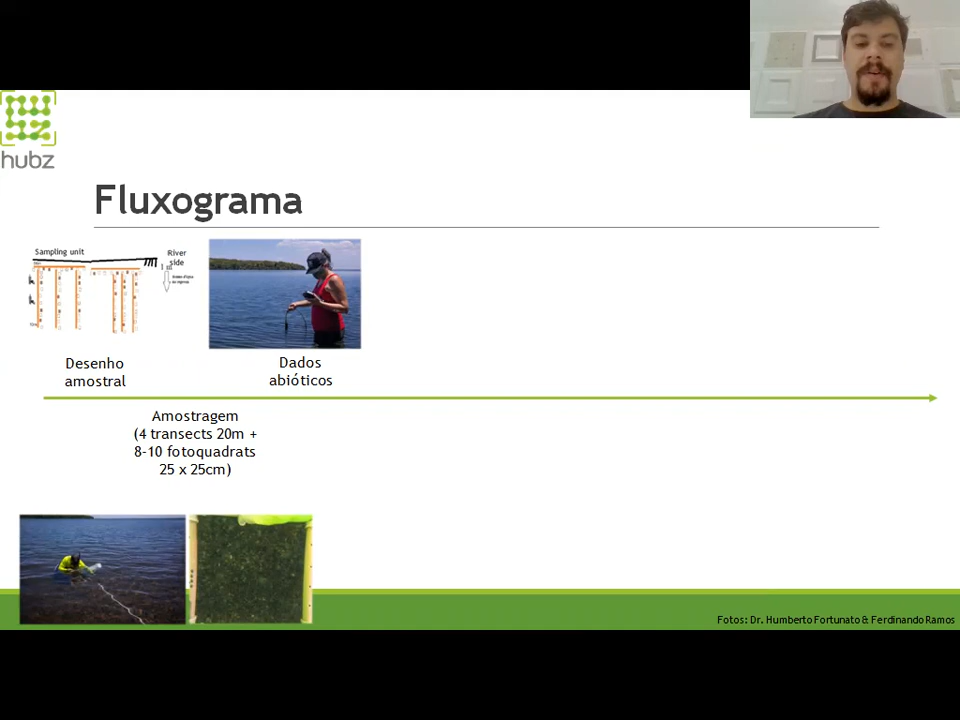 hubz
Fluxograma
Sampling unit
River
side
1 m
Desenho
amostral
Dados
abióticos
Amostragem
(4 transects 20m +
8-10 fotoquadrats
25 x 25cm)
Fotos: Dr. Humberto Fortunato & Ferdinando Ramos